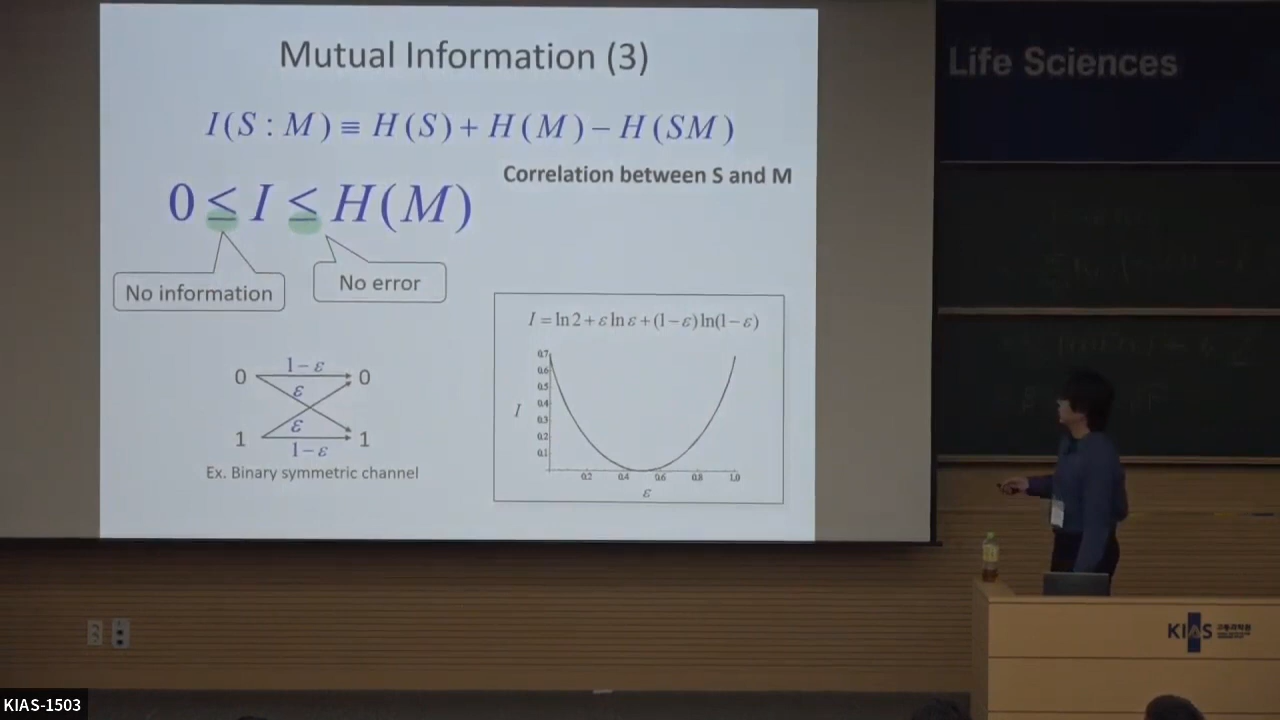 Mutual Information (3)
I(S : M) ≡ H(S) + H(M) − H(SM)
Correlation between S and M
0 ≤ I ≤ H(M)
No information
No error
0 1−ε 0
ε
ε
1 1−ε 1
Ex. Binary symmetric channel
I = ln 2 + ε ln ε + (1−ε) ln(1−ε)
0.7
0.6
0.5
0.4
0.3
0.2
0.1
I
0.2 0.4 0.6 0.8 1.0
ε
Life Sciences
KIAS
KIAS-1503